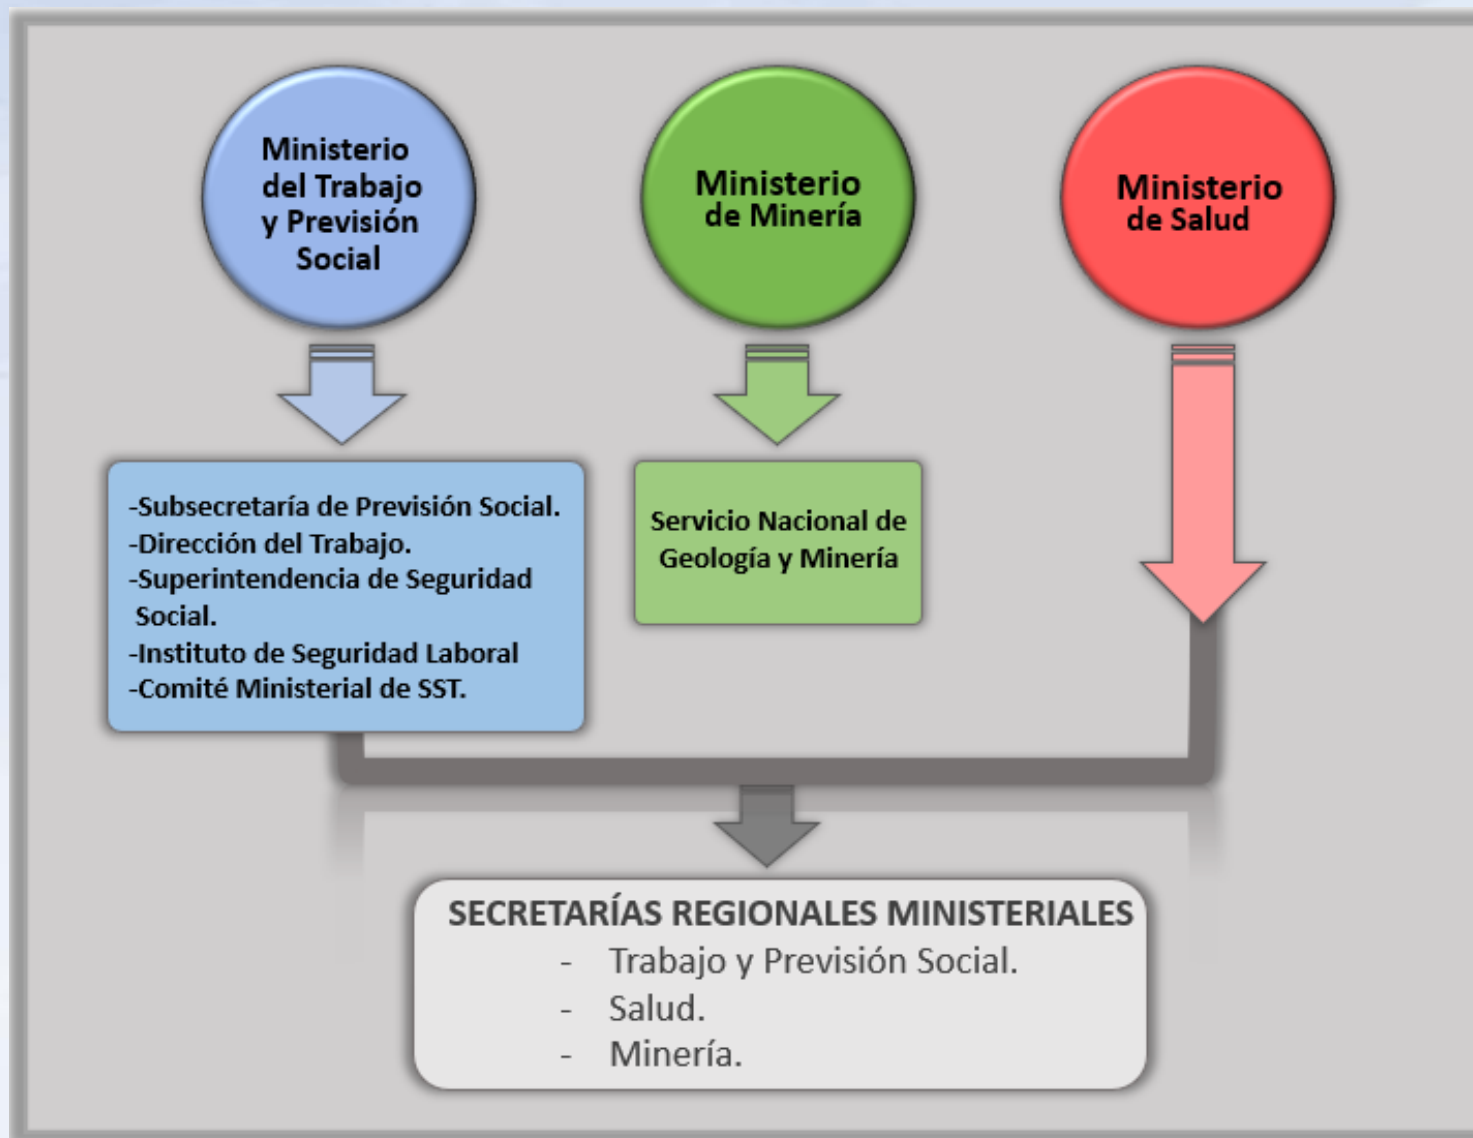 Ministerio
del Trabajo
y Previsión
Social
Ministerio
de Minería
Ministerio
de Salud
-Subsecretaría de Previsión Social.
-Dirección del Trabajo.
-Superintendencia de Seguridad
Social.
-Instituto de Seguridad Laboral
-Comité Ministerial de SST.
Servicio Nacional de
Geología y Minería
SECRETARÍAS REGIONALES MINISTERIALES
- Trabajo y Previsión Social.
- Salud.
- Minería.